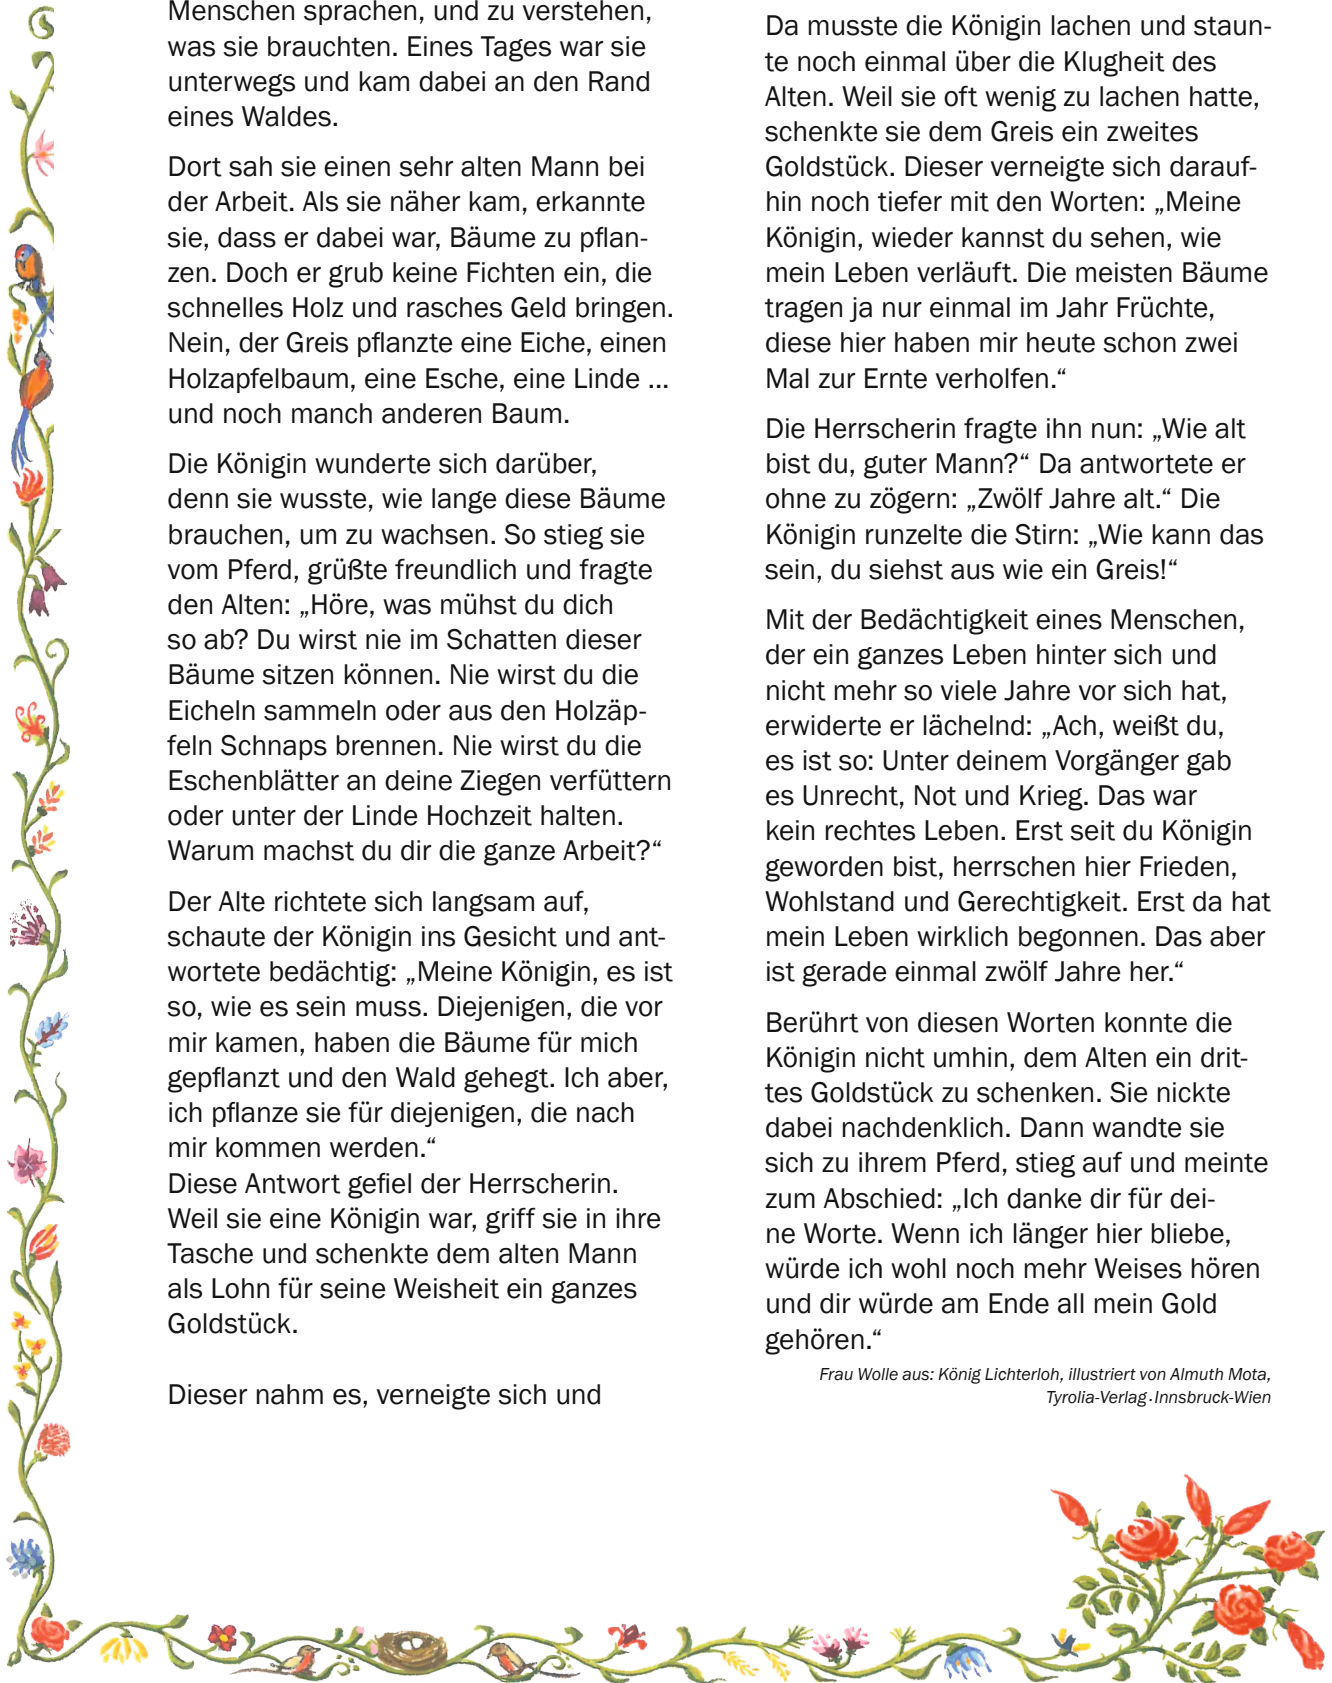 Menschen sprachen, und zu verstehen,
was sie brauchten. Eines Tages war sie
unterwegs und kam dabei an den Rand
eines Waldes.
Dort sah sie einen sehr alten Mann bei
der Arbeit. Als sie näher kam, erkannte
sie, dass er dabei war, Bäume zu pflan-
zen. Doch er grub keine Fichten ein, die
schnelles Holz und rasches Geld bringen.
Nein, der Greis pflanzte eine Eiche, einen
Holzapfelbaum, eine Esche, eine Linde ...
und noch manch anderen Baum.
Die Königin wunderte sich darüber,
denn sie wusste, wie lange diese Bäume
brauchen, um zu wachsen. So stieg sie
vom Pferd, grüßte freundlich und fragte
den Alten: „Höre, was mühst du dich
so ab? Du wirst nie im Schatten dieser
Bäume sitzen können. Nie wirst du die
Eicheln sammeln oder aus den Holzäp-
feln Schnaps brennen. Nie wirst du die
Eschenblätter an deine Ziegen verfüttern
oder unter der Linde Hochzeit halten.
Warum machst du dir die ganze Arbeit?“
Der Alte richtete sich langsam auf,
schaute der Königin ins Gesicht und ant-
wortete bedächtig: „Meine Königin, es ist
so, wie es sein muss. Diejenigen, die vor
mir kamen, haben die Bäume für mich
gepflanzt und den Wald gehegt. Ich aber,
ich pflanze sie für diejenigen, die nach
mir kommen werden.“
Diese Antwort gefiel der Herrscherin.
Weil sie eine Königin war, griff sie in ihre
Tasche und schenkte dem alten Mann
als Lohn für seine Weisheit ein ganzes
Goldstück.
Dieser nahm es, verneigte sich und
Da musste die Königin lachen und staun-
te noch einmal über die Klugheit des
Alten. Weil sie oft wenig zu lachen hatte,
schenkte sie dem Greis ein zweites
Goldstück. Dieser verneigte sich darauf-
hin noch tiefer mit den Worten: „Meine
Königin, wieder kannst du sehen, wie
mein Leben verläuft. Die meisten Bäume
tragen ja nur einmal im Jahr Früchte,
diese hier haben mir heute schon zwei
Mal zur Ernte verholfen.“
Die Herrscherin fragte ihn nun: „Wie alt
bist du, guter Mann?“ Da antwortete er
ohne zu zögern: „Zwölf Jahre alt.“ Die
Königin runzelte die Stirn: „Wie kann das
sein, du siehst aus wie ein Greis!“
Mit der Bedächtigkeit eines Menschen,
der ein ganzes Leben hinter sich und
nicht mehr so viele Jahre vor sich hat,
erwiderte er lächelnd: „Ach, weißt du,
es ist so: Unter deinem Vorgänger gab
es Unrecht, Not und Krieg. Das war
kein rechtes Leben. Erst seit du Königin
geworden bist, herrschen hier Frieden,
Wohlstand und Gerechtigkeit. Erst da hat
mein Leben wirklich begonnen. Das aber
ist gerade einmal zwölf Jahre her.“
Berührt von diesen Worten konnte die
Königin nicht umhin, dem Alten ein drit-
tes Goldstück zu schenken. Sie nickte
dabei nachdenklich. Dann wandte sie
sich zu ihrem Pferd, stieg auf und meinte
zum Abschied: „Ich danke dir für dei-
ne Worte. Wenn ich länger hier bliebe,
würde ich wohl noch mehr Weises hören
und dir würde am Ende all mein Gold
gehören.“
Frau Wolle aus: König Lichterloh, illustriert von Almuth Mota,
Tyrolia-Verlag·Innsbruck-Wien